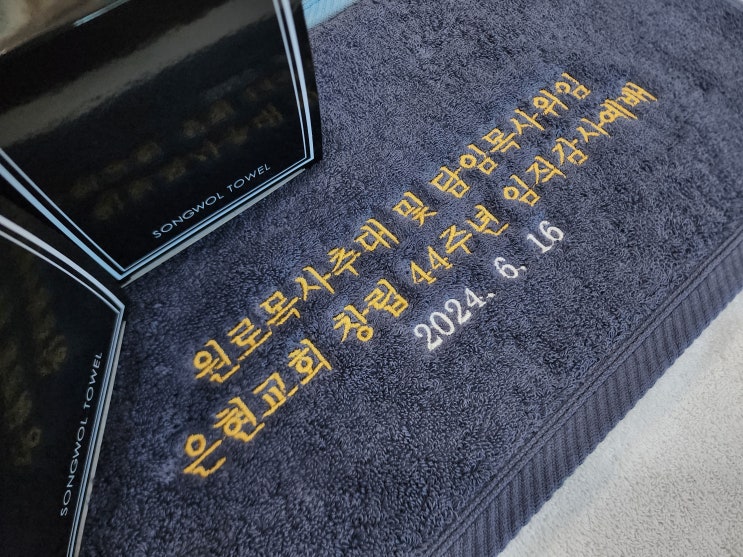 SONGWOL TOWEL
SONGWOL TOWEL
원로목사추대 및 담임목사위임
은현교회 창립 44주년 임직감사예배
2024. 6. 16